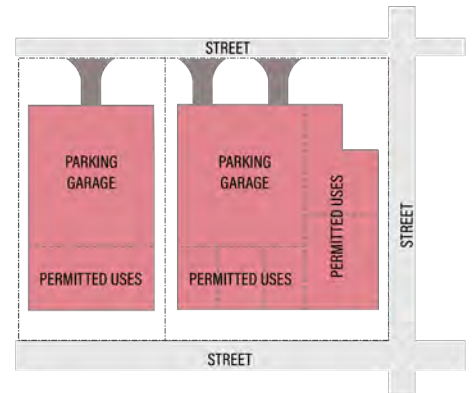 STREET
PARKING
GARAGE
PARKING
GARAGE
PERMITTED USES
STREET
PERMITTED USES
PERMITTED USES
STREET